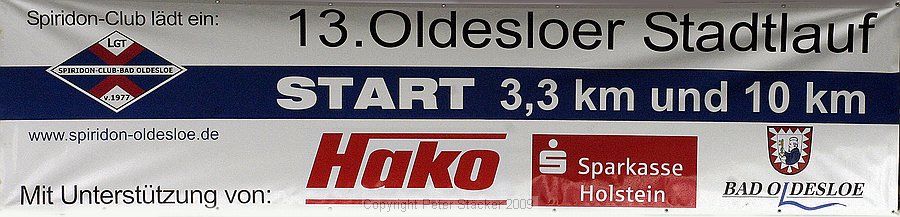 Spiridon-Club lädt ein:
13.Oldesloer Stadtlauf
LGT
SPIRIDON-CLUB-BAD OLDESLOE
v.1977
START 3,3 km und 10 km
www.spiridon-oldesloe.de
Mit Unterstützung von:
Hako
S Sparkasse
Holstein
BAD OLDESLOE
Copyright Peter Stacker 2009